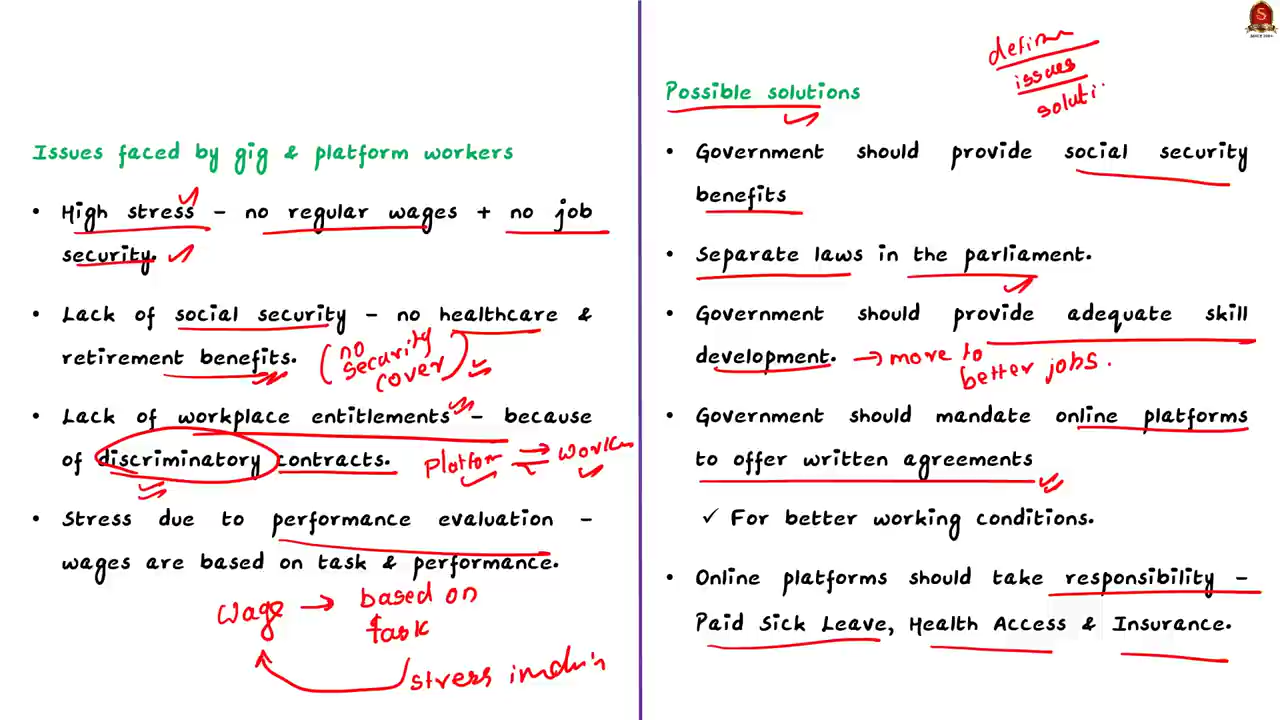 Issues faced by gig & platform workers
• High stress – no regular wages + no job
security.
• Lack of social security – no healthcare &
retirement benefits. (no
security
cover)
• Lack of workplace entitlements – because
of discriminatory contracts. Platform
• Stress due to performance evaluation –
wages are based on task & performance.
Wage → based on
task
stress
define
issues
Possible solutions
• Government should provide social security
benefits
• Separate laws in the parliament.
• Government should provide adequate skill
development. → move to
better jobs.
• Government should mandate online platforms
to offer written agreements
✓ For better working conditions.
• Online platforms should take responsibility –
Paid Sick Leave, Health Access & Insurance.